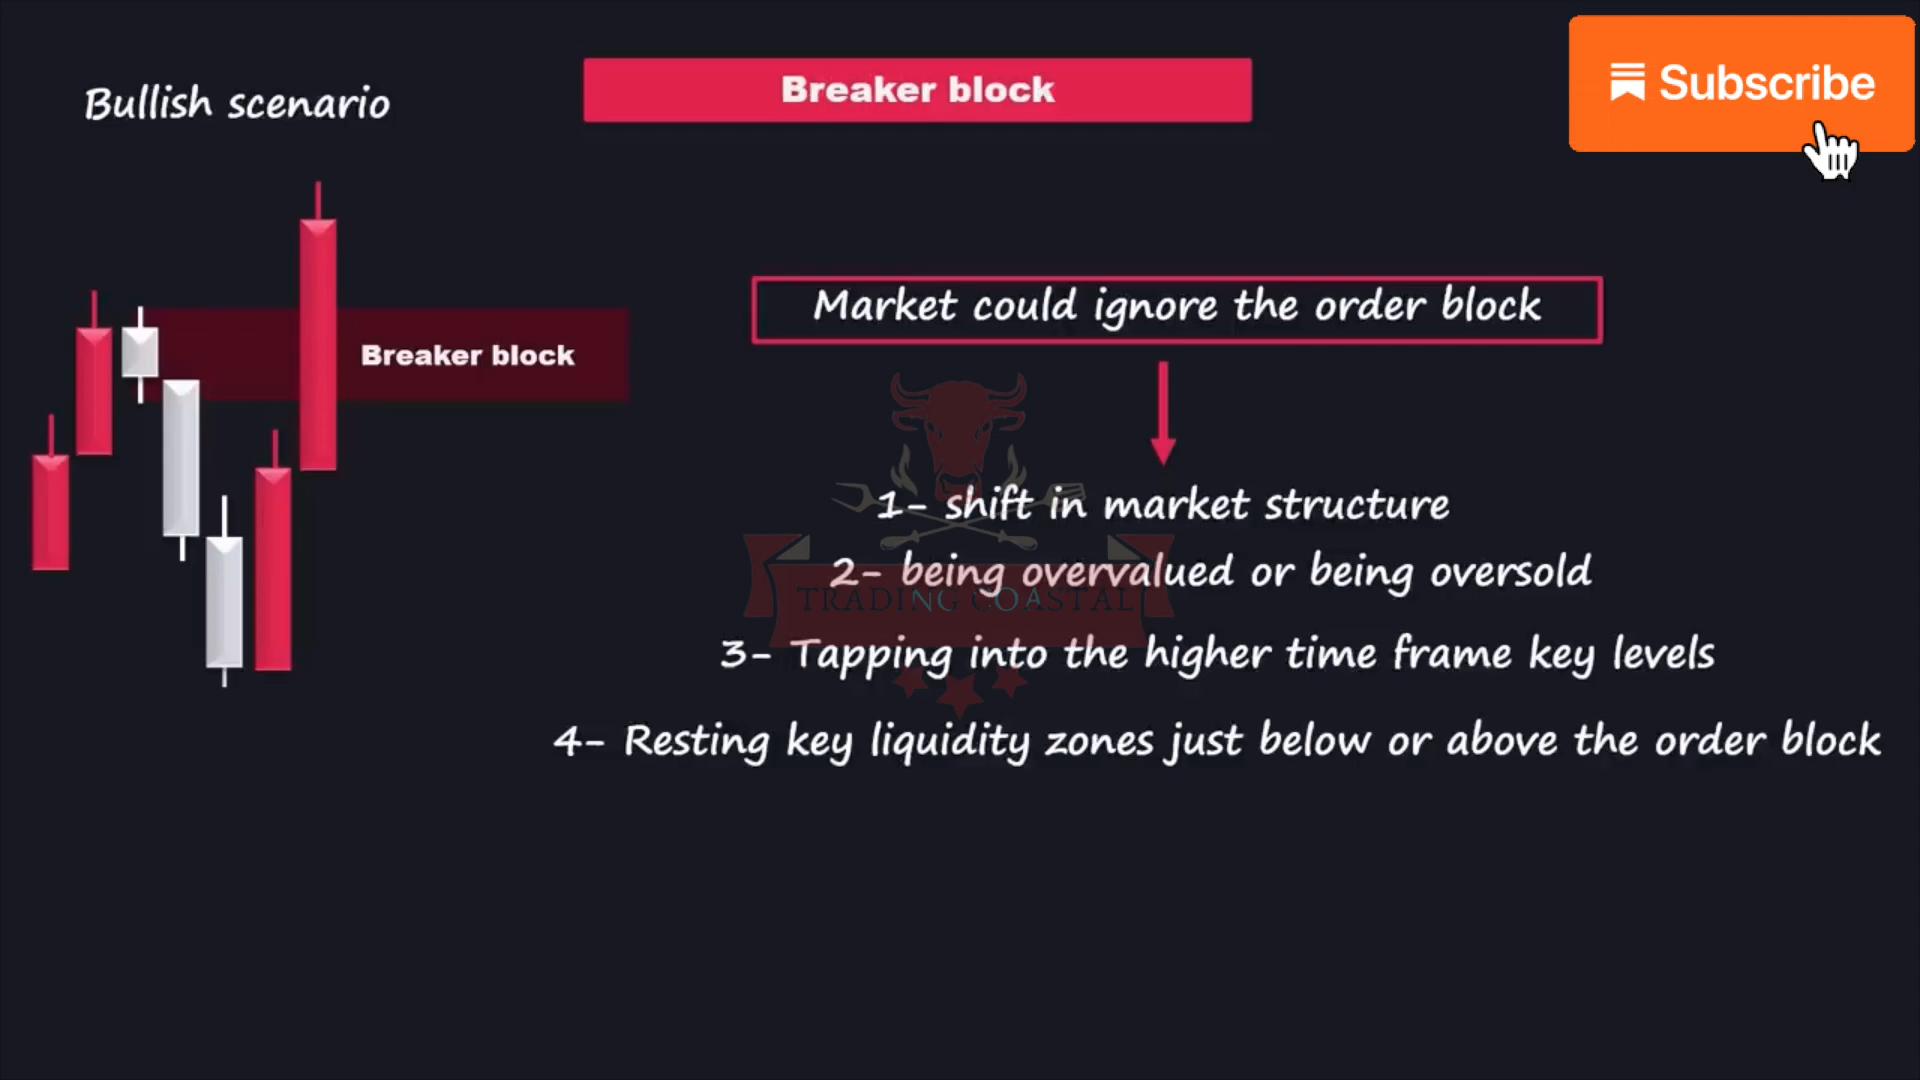 Bullish scenario
Breaker block
Subscribe
Market could ignore the order block
Breaker block
1- shift in market structure
2- being overvalued or being oversold
TRADING COASTAL
3- Tapping into the higher time frame key levels
4- Resting key liquidity zones just below or above the order block